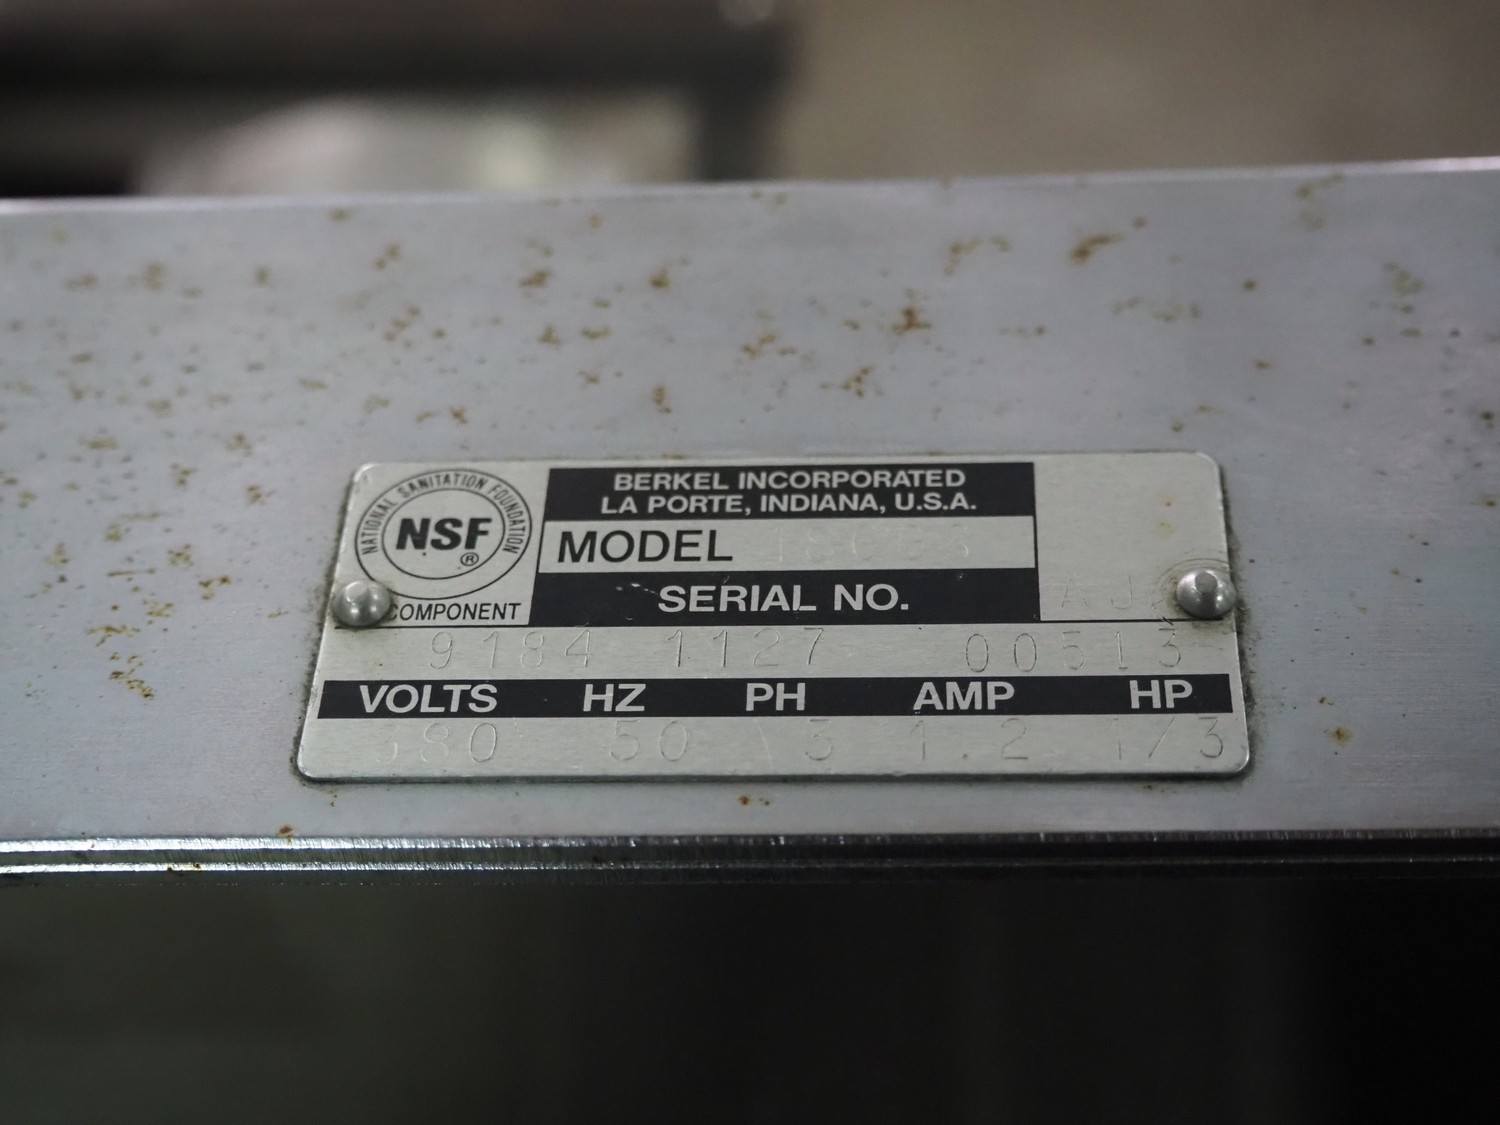 NATIONAL SANITATION FOUNDATION
NSF®
COMPONENT
BERKEL INCORPORATED
LA PORTE, INDIANA, U.S.A.
MODEL
SERIAL NO.
9184 1127 00513
VOLTS HZ PH AMP HP
380 50 3 1.2 1/3